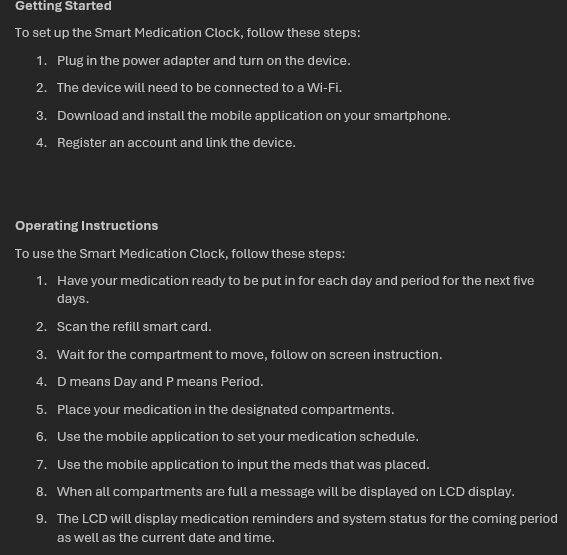 Getting Started
To set up the Smart Medication Clock, follow these steps:
1. Plug in the power adapter and turn on the device.
2. The device will need to be connected to a Wi-Fi.
3. Download and install the mobile application on your smartphone.
4. Register an account and link the device.
Operating Instructions
To use the Smart Medication Clock, follow these steps:
1. Have your medication ready to be put in for each day and period for the next five
days.
2. Scan the refill smart card.
3. Wait for the compartment to move, follow on screen instruction.
4. D means Day and P means Period.
5. Place your medication in the designated compartments.
6. Use the mobile application to set your medication schedule.
7. Use the mobile application to input the meds that was placed.
8. When all compartments are full a message will be displayed on LCD display.
9. The LCD will display medication reminders and system status for the coming period
as well as the current date and time.